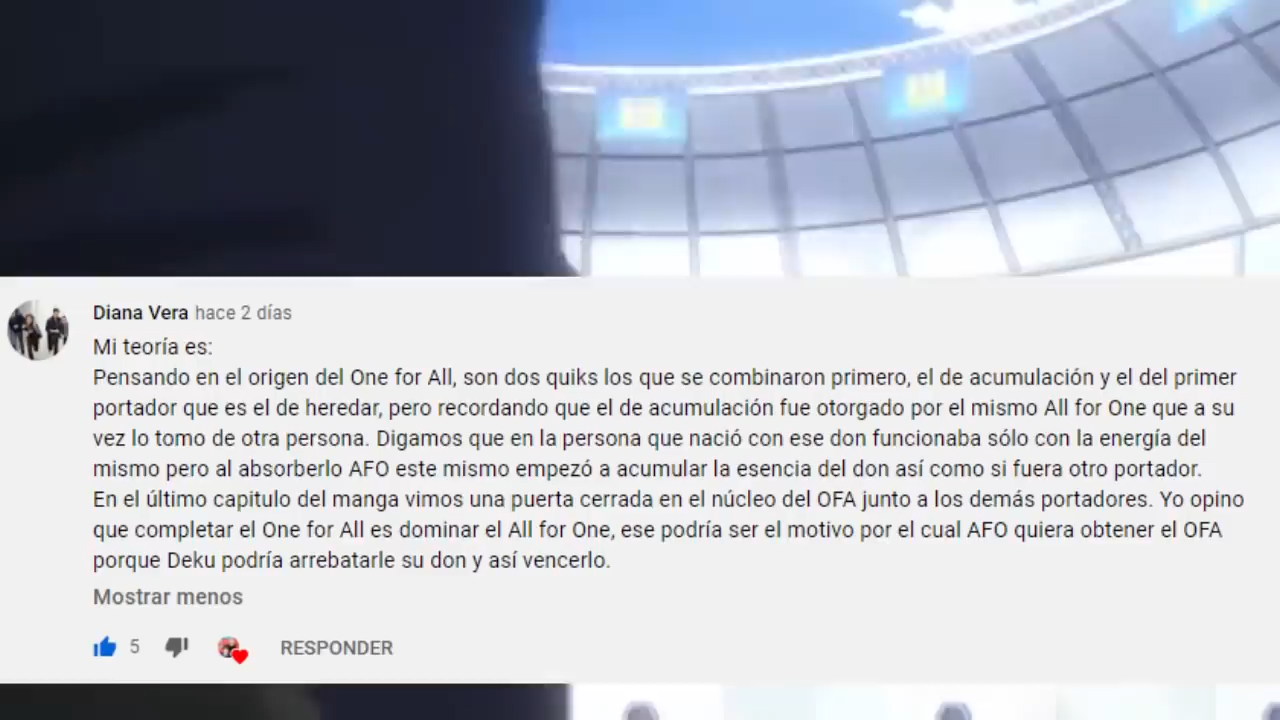 Diana Vera hace 2 días
Mi teoría es:
Pensando en el origen del One for All, son dos quiks los que se combinaron primero, el de acumulación y el del primer
portador que es el de heredar, pero recordando que el de acumulación fue otorgado por el mismo All for One que a su
vez lo tomo de otra persona. Digamos que en la persona que nació con ese don funcionaba sólo con la energía del
mismo pero al absorberlo AFO este mismo empezó a acumular la esencia del don así como si fuera otro portador.
En el último capitulo del manga vimos una puerta cerrada en el núcleo del OFA junto a los demás portadores. Yo opino
que completar el One for All es dominar el All for One, ese podría ser el motivo por el cual AFO quiera obtener el OFA
porque Deku podría arrebatarle su don y así vencerlo.
Mostrar menos
5 RESPONDER